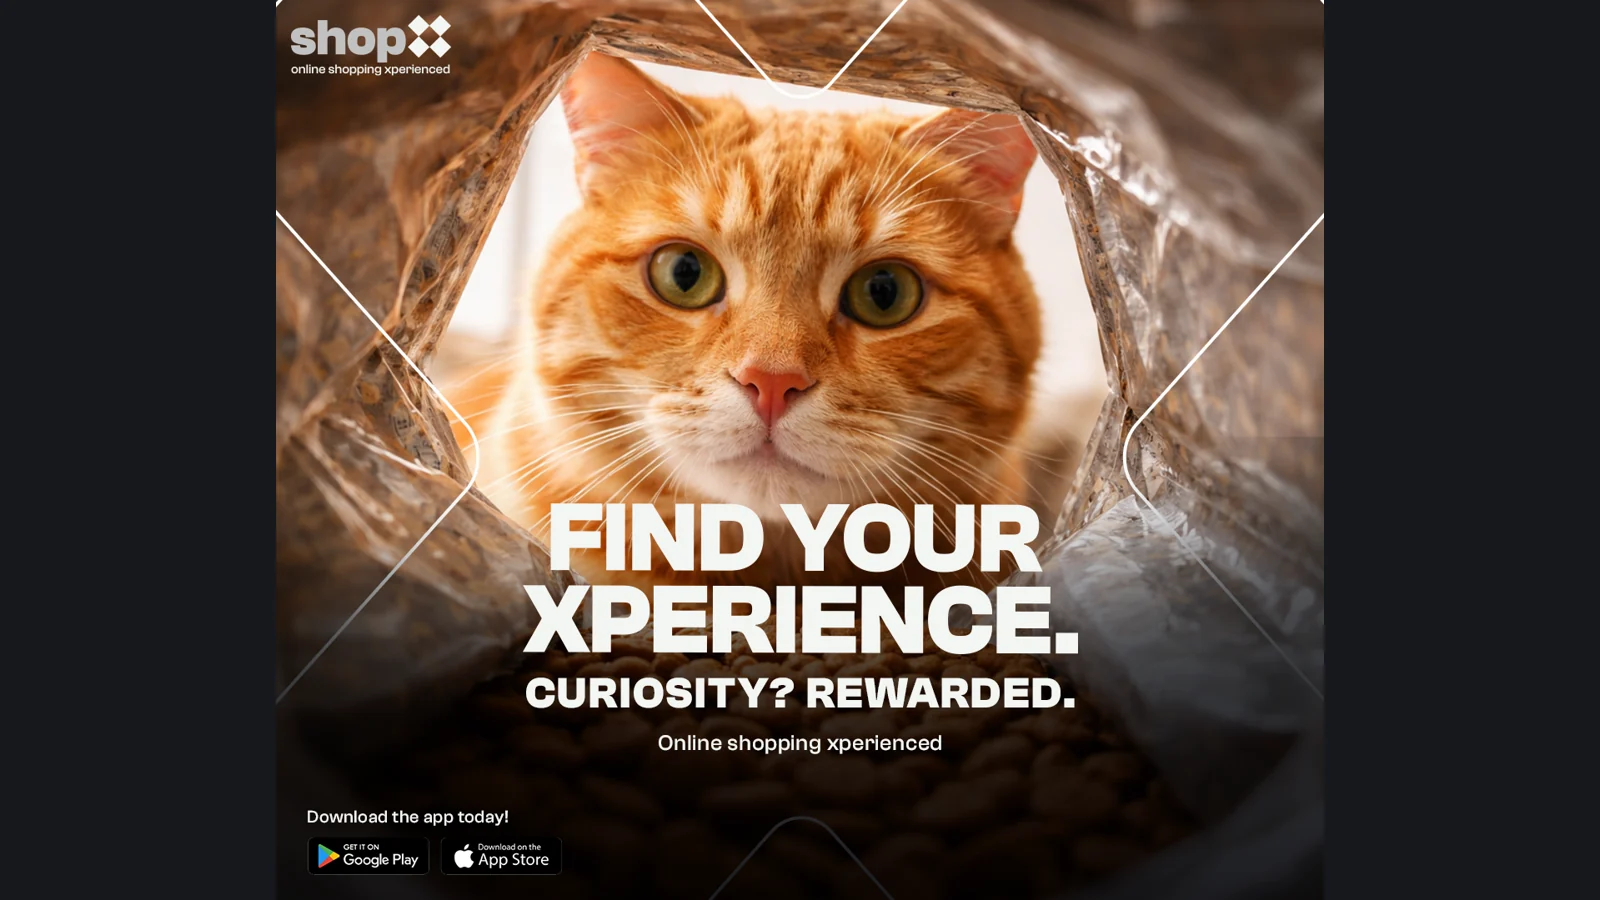 shop
online shopping xperienced
FIND YOUR
XPERIENCE.
CURIOSITY? REWARDED.
Online shopping xperienced
Download the app today!
GET IT ON
Google Play
Download on the
App Store